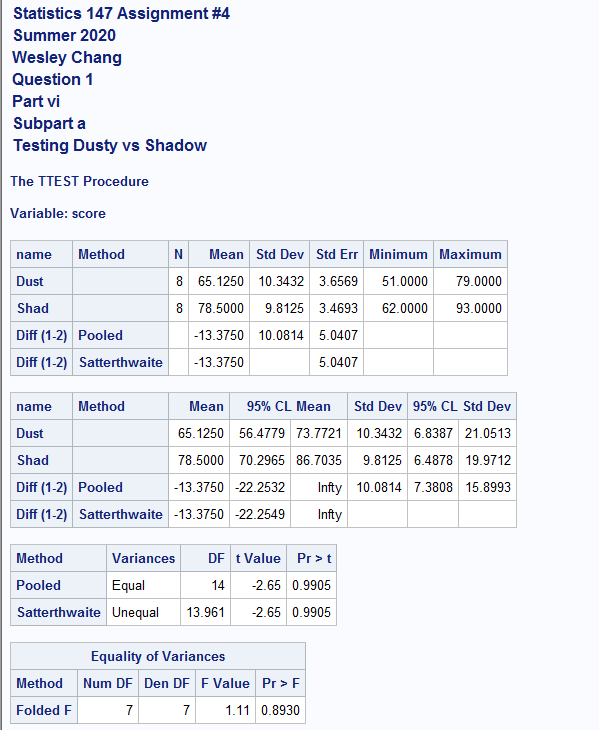 Statistics 147 Assignment #4
Summer 2020
Wesley Chang
Question 1
Part vi
Subpart a
Testing Dusty vs Shadow
The TTEST Procedure
Variable: score
name Method N Mean Std Dev Std Err Minimum Maximum
Dust 8 65.1250 10.3432 3.6569 51.0000 79.0000
Shad 8 78.5000 9.8125 3.4693 62.0000 93.0000
Diff (1-2) Pooled -13.3750 10.0814 5.0407
Diff (1-2) Satterthwaite -13.3750 5.0407
name Method Mean 95% CL Mean Std Dev 95% CL Std Dev
Dust 65.1250 56.4779 73.7721 10.3432 6.8387 21.0513
Shad 78.5000 70.2965 86.7035 9.8125 6.4878 19.9712
Diff (1-2) Pooled -13.3750 -22.2532 Infty 10.0814 7.3808 15.8993
Diff (1-2) Satterthwaite -13.3750 -22.2549 Infty
Method Variances DF t Value Pr > t
Pooled Equal 14 -2.65 0.9905
Satterthwaite Unequal 13.961 -2.65 0.9905
Equality of Variances
Method Num DF Den DF F Value Pr > F
Folded F 7 7 1.11 0.8930